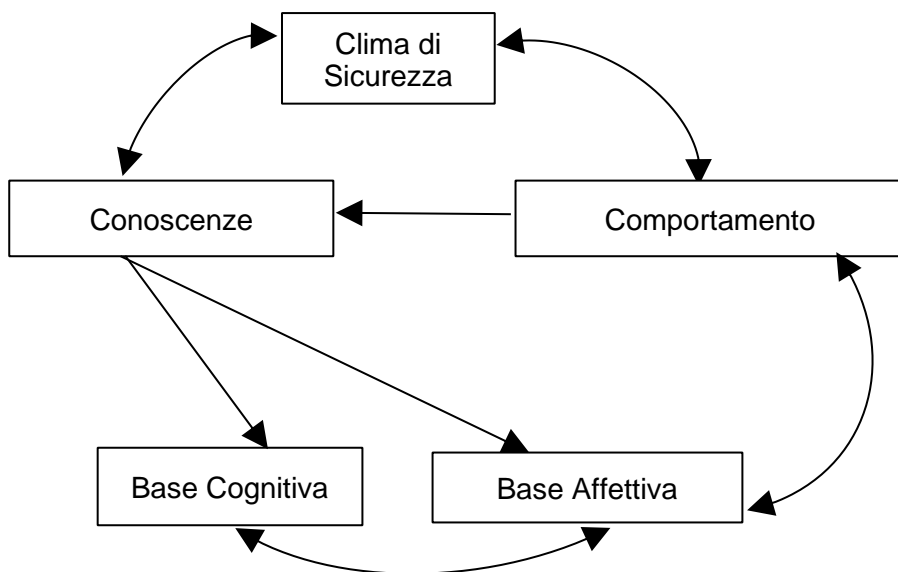 Clima di
Sicurezza
Conoscenze
Comportamento
Base Cognitiva
Base Affettiva